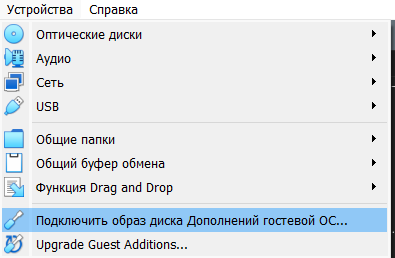 Устройства Справка
Оптические диски
Аудио
Сеть
USB
Общие папки
Общий буфер обмена
Функция Drag and Drop
Подключить образ диска Дополнений гостевой ОС...
Upgrade Guest Additions...